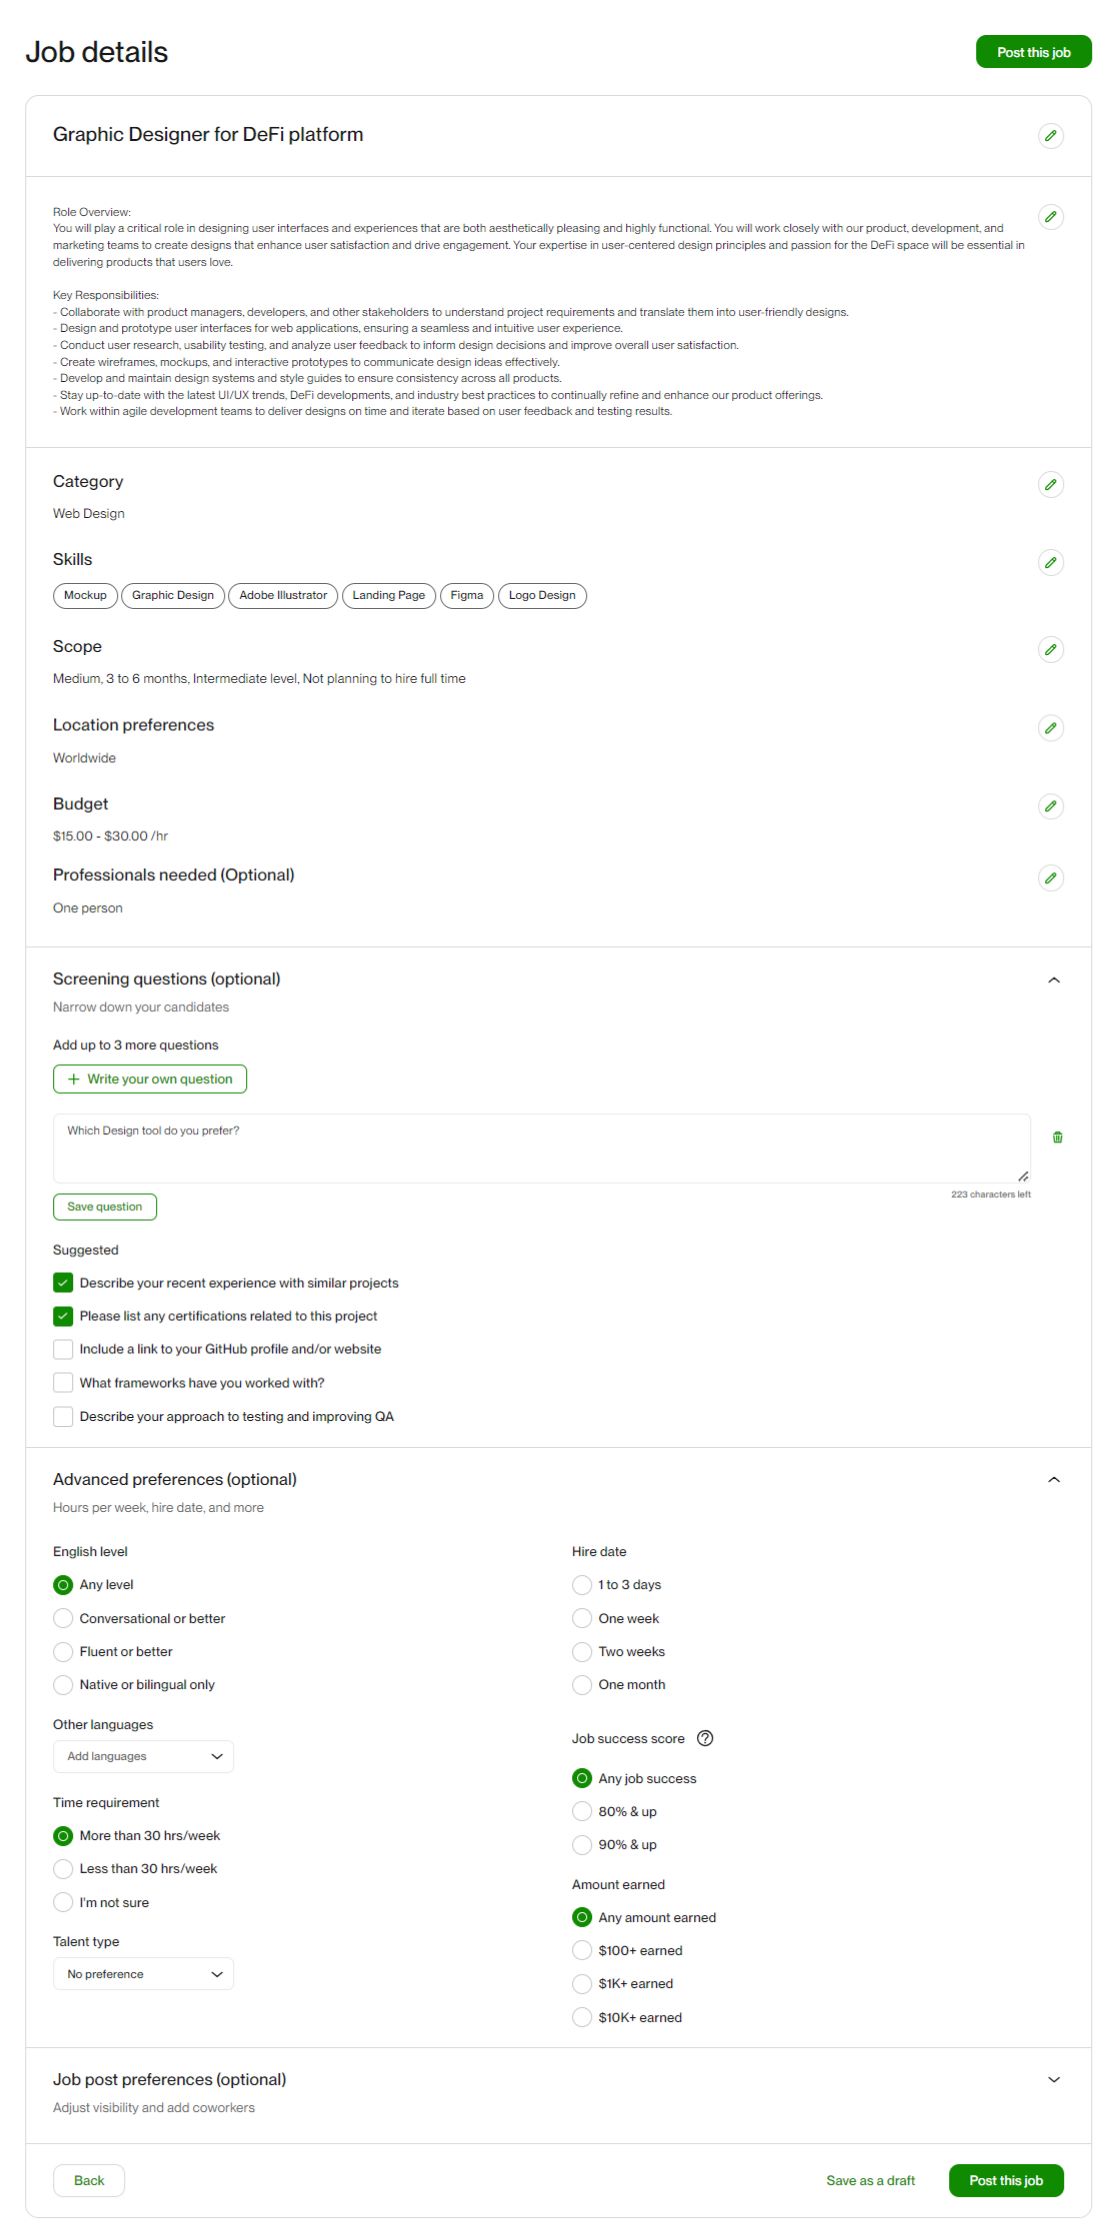 Job details
Post this job
Graphic Designer for DeFi platform
Role Overview:
You will play a critical role in designing user interfaces and experiences that are both aesthetically pleasing and highly functional. You will work closely with our product, development, and
marketing teams to create designs that enhance user satisfaction and drive engagement. Your expertise in user-centered design principles and passion for the DeFi space will be essential in
delivering products that users love.
Key Responsibilities:
- Collaborate with product managers, developers, and other stakeholders to understand project requirements and translate them into user-friendly designs.
- Design and prototype user interfaces for web applications, ensuring a seamless and intuitive user experience.
- Conduct user research, usability testing, and analyze user feedback to inform design decisions and improve overall user satisfaction.
- Create wireframes, mockups, and interactive prototypes to communicate design ideas effectively.
- Develop and maintain design systems and style guides to ensure consistency across all products.
- Stay up-to-date with the latest UI/UX trends, DeFi developments, and industry best practices to continually refine and enhance our product offerings.
- Work within agile development teams to deliver designs on time and iterate based on user feedback and testing results.
Category
Web Design
Skills
Mockup Graphic Design Adobe Illustrator Landing Page Figma Logo Design
Scope
Medium, 3 to 6 months, Intermediate level, Not planning to hire full time
Location preferences
Worldwide
Budget
$15.00 - $30.00 /hr
Professionals needed (Optional)
One person
Screening questions (optional)
Narrow down your candidates
Add up to 3 more questions
+ Write your own question
Which Design tool do you prefer?
223 characters left
Save question
Suggested
Describe your recent experience with similar projects
Please list any certifications related to this project
Include a link to your GitHub profile and/or website
What frameworks have you worked with?
Describe your approach to testing and improving QA
Advanced preferences (optional)
Hours per week, hire date, and more
English level
Any level
Conversational or better
Fluent or better
Native or bilingual only
Other languages
Add languages
Time requirement
More than 30 hrs/week
Less than 30 hrs/week
I'm not sure
Talent type
No preference
Hire date
1 to 3 days
One week
Two weeks
One month
Job success score ?
Any job success
80% & up
90% & up
Amount earned
Any amount earned
$100+ earned
$1K+ earned
$10K+ earned
Job post preferences (optional)
Adjust visibility and add coworkers
Back
Save as a draft
Post this job